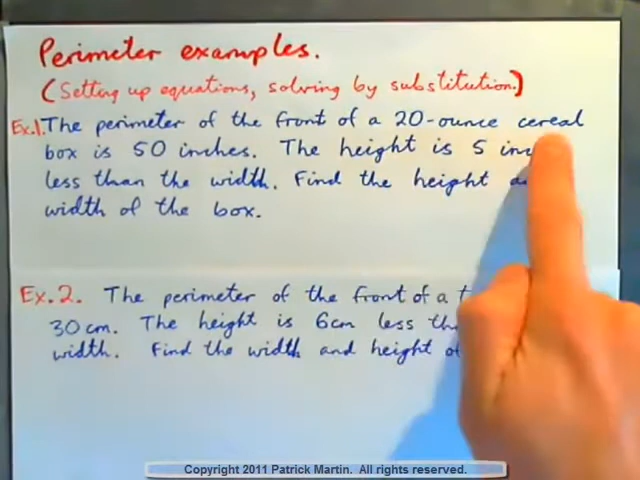 Perimeter examples.
(Setting up equations, solving by substitution.)
Ex.1. The perimeter of the front of a 20-ounce cereal
box is 50 inches. The height is 5
less than the width. Find the height
width of the box.
Ex. 2. The perimeter of the front of a
30cm. The height is 6cm less
width. Find the width and height
Copyright 2011 Patrick Martin. All rights reserved.